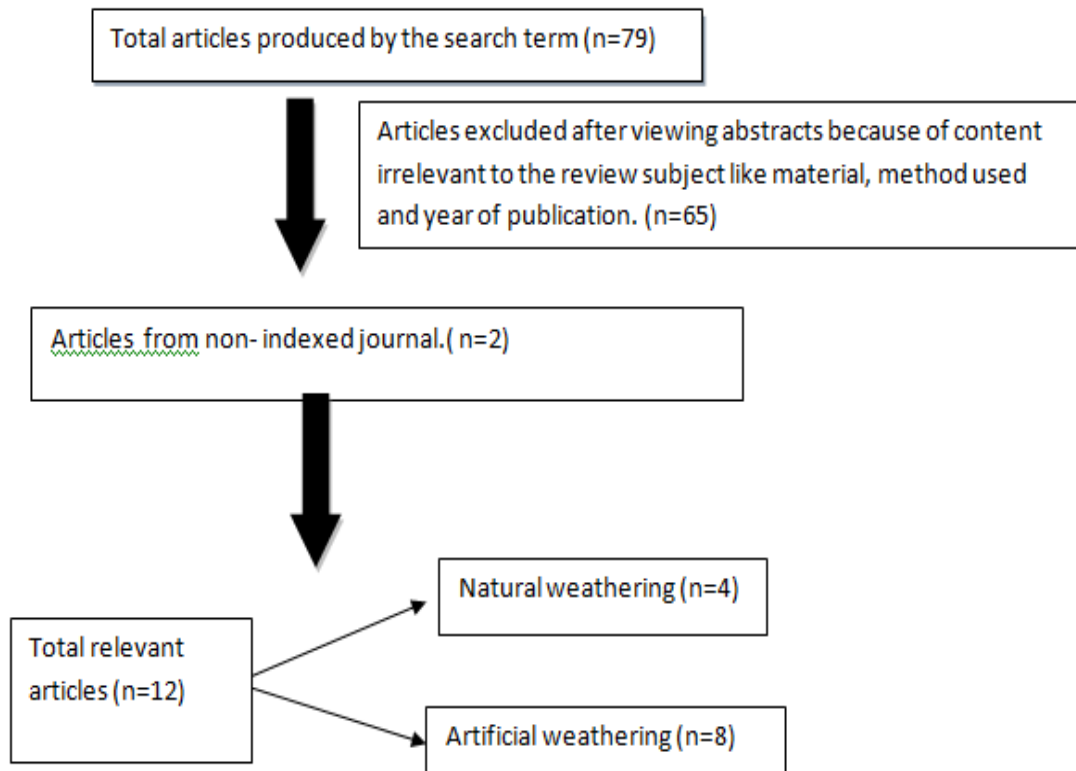 Total articles produced by the search term (n=79)
Articles excluded after viewing abstracts because of content
irrelevant to the review subject like material, method used
and year of publication. (n=65)
Articles from non- indexed journal.( n=2)
Natural weathering (n=4)
Total relevant
articles (n=12)
Artificial weathering (n=8)